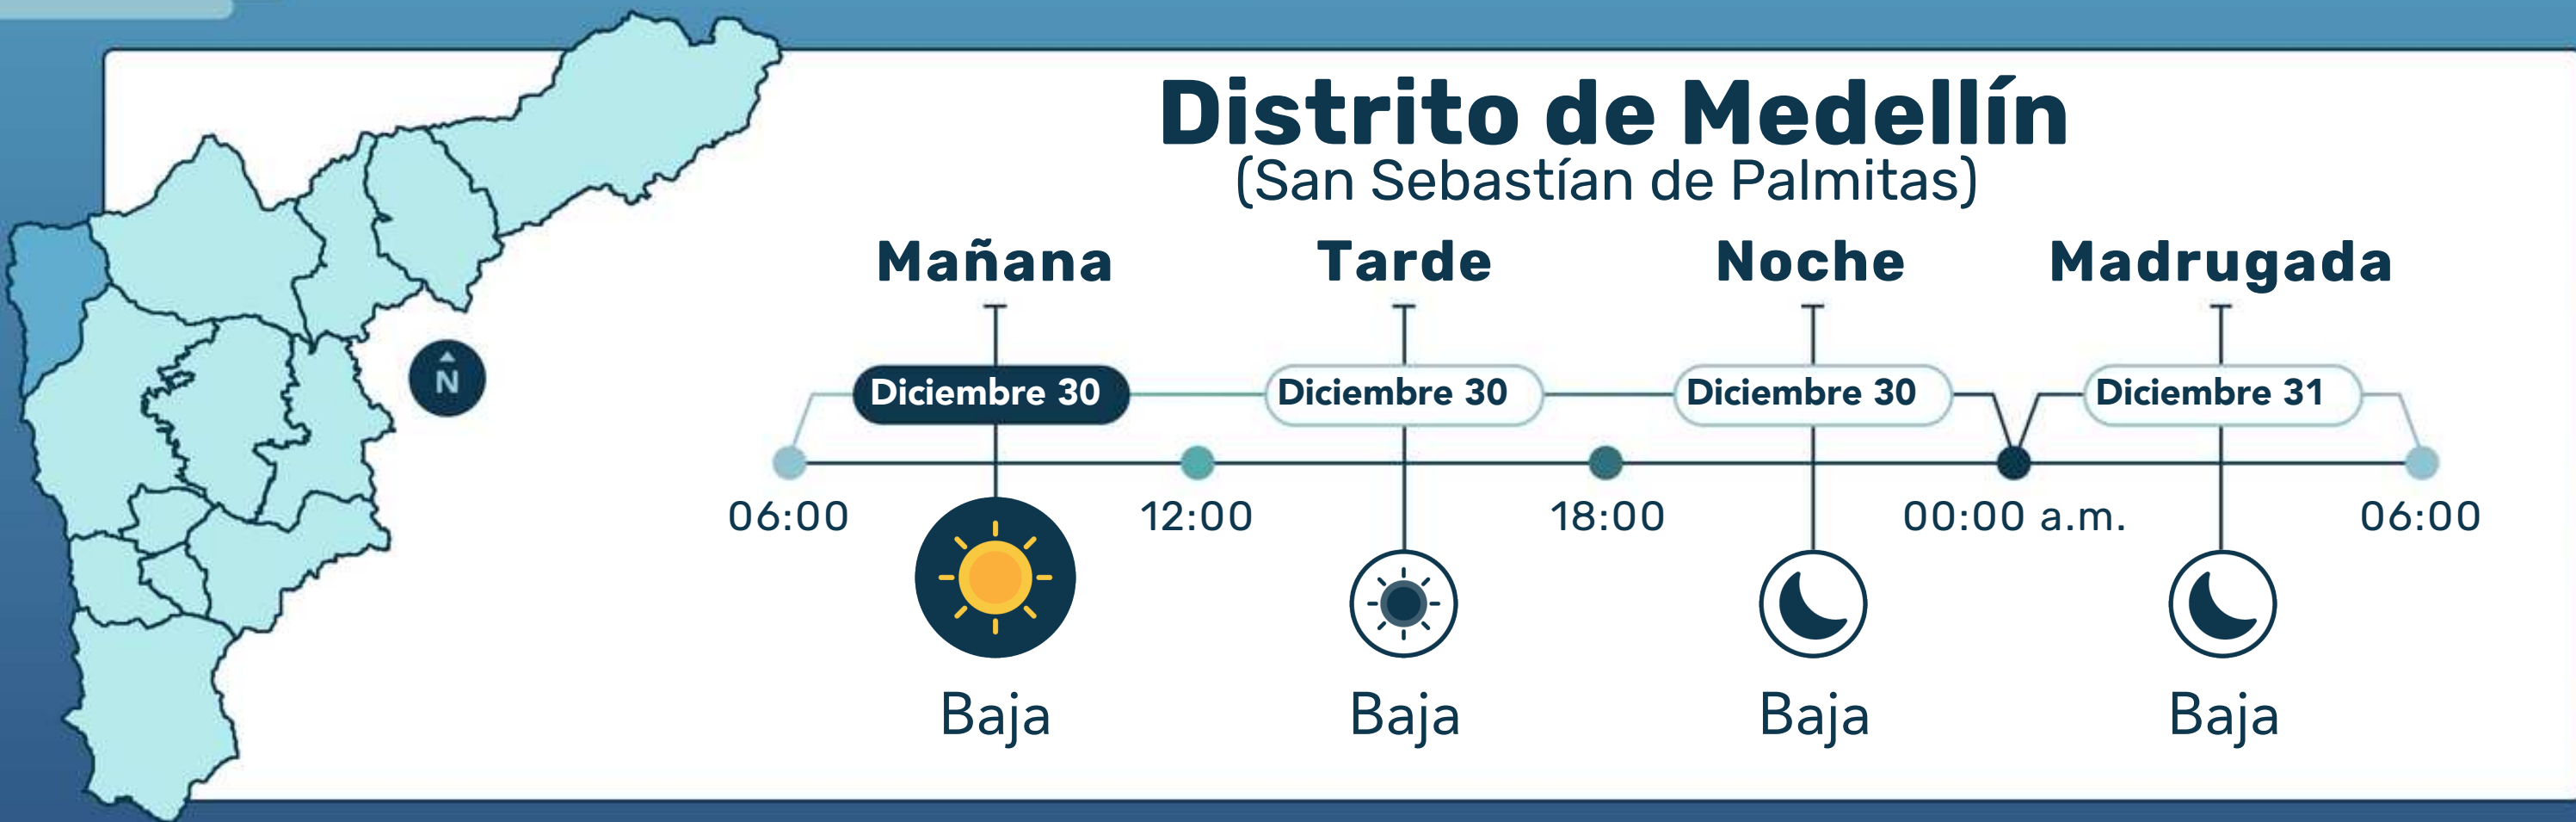 Distrito de Medellín
(San Sebastían de Palmitas)
Mañana Tarde Noche Madrugada
Diciembre 30 Diciembre 30 Diciembre 30 Diciembre 31
N
06:00 12:00 18:00 00:00 a.m. 06:00
Baja Baja Baja Baja